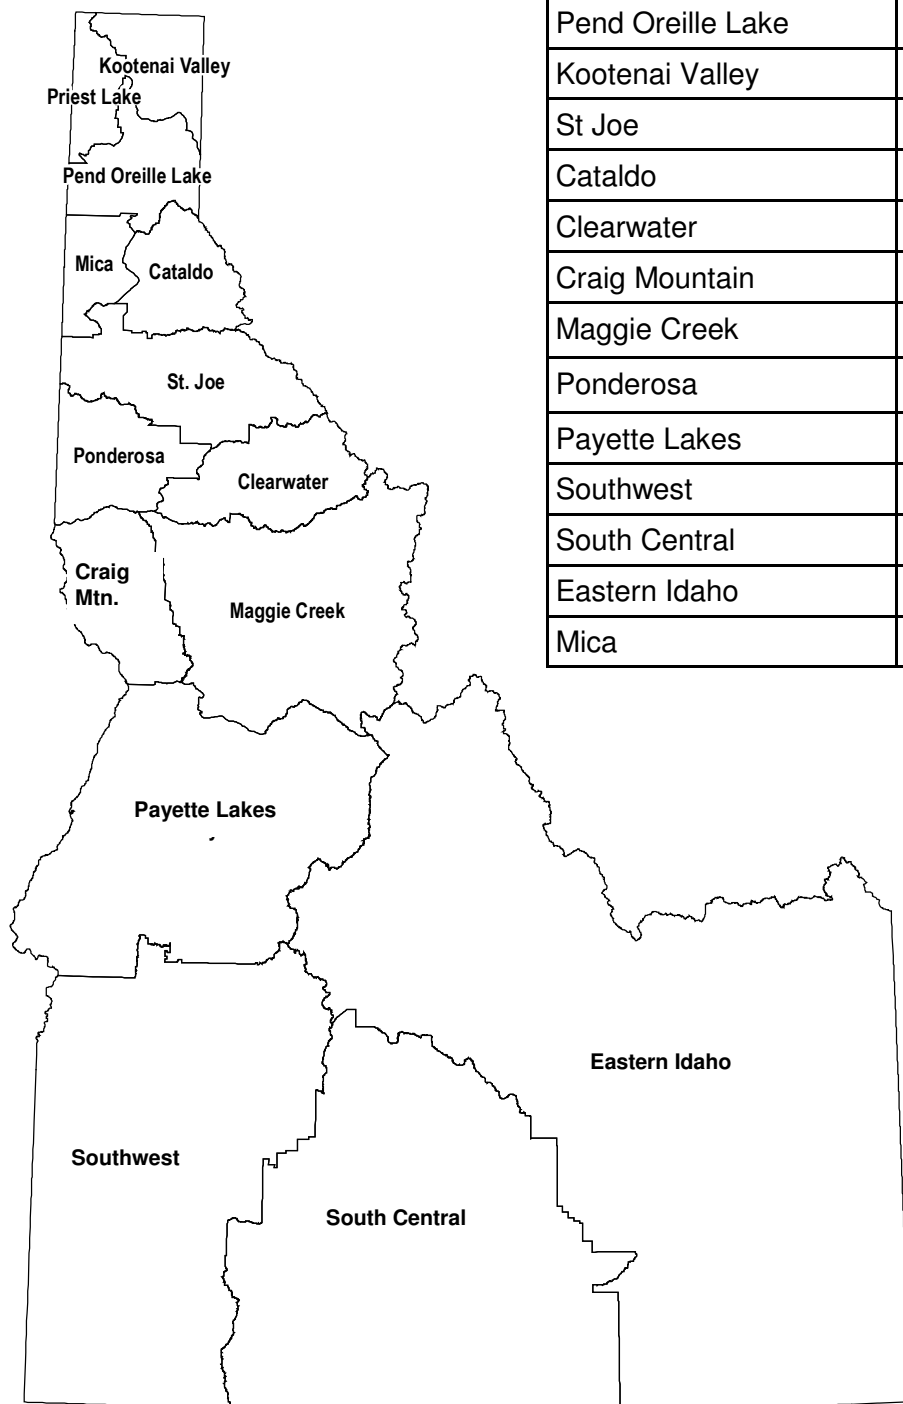 Kootenai Valley
Priest Lake
Pend Oreille Lake
Mica
Cataldo
St. Joe
Ponderosa
Clearwater
Craig
Mtn.
Maggie Creek
Payette Lakes
Eastern Idaho
Southwest
South Central
Pend Oreille Lake
Kootenai Valley
St Joe
Cataldo
Clearwater
Craig Mountain
Maggie Creek
Ponderosa
Payette Lakes
Southwest
South Central
Eastern Idaho
Mica